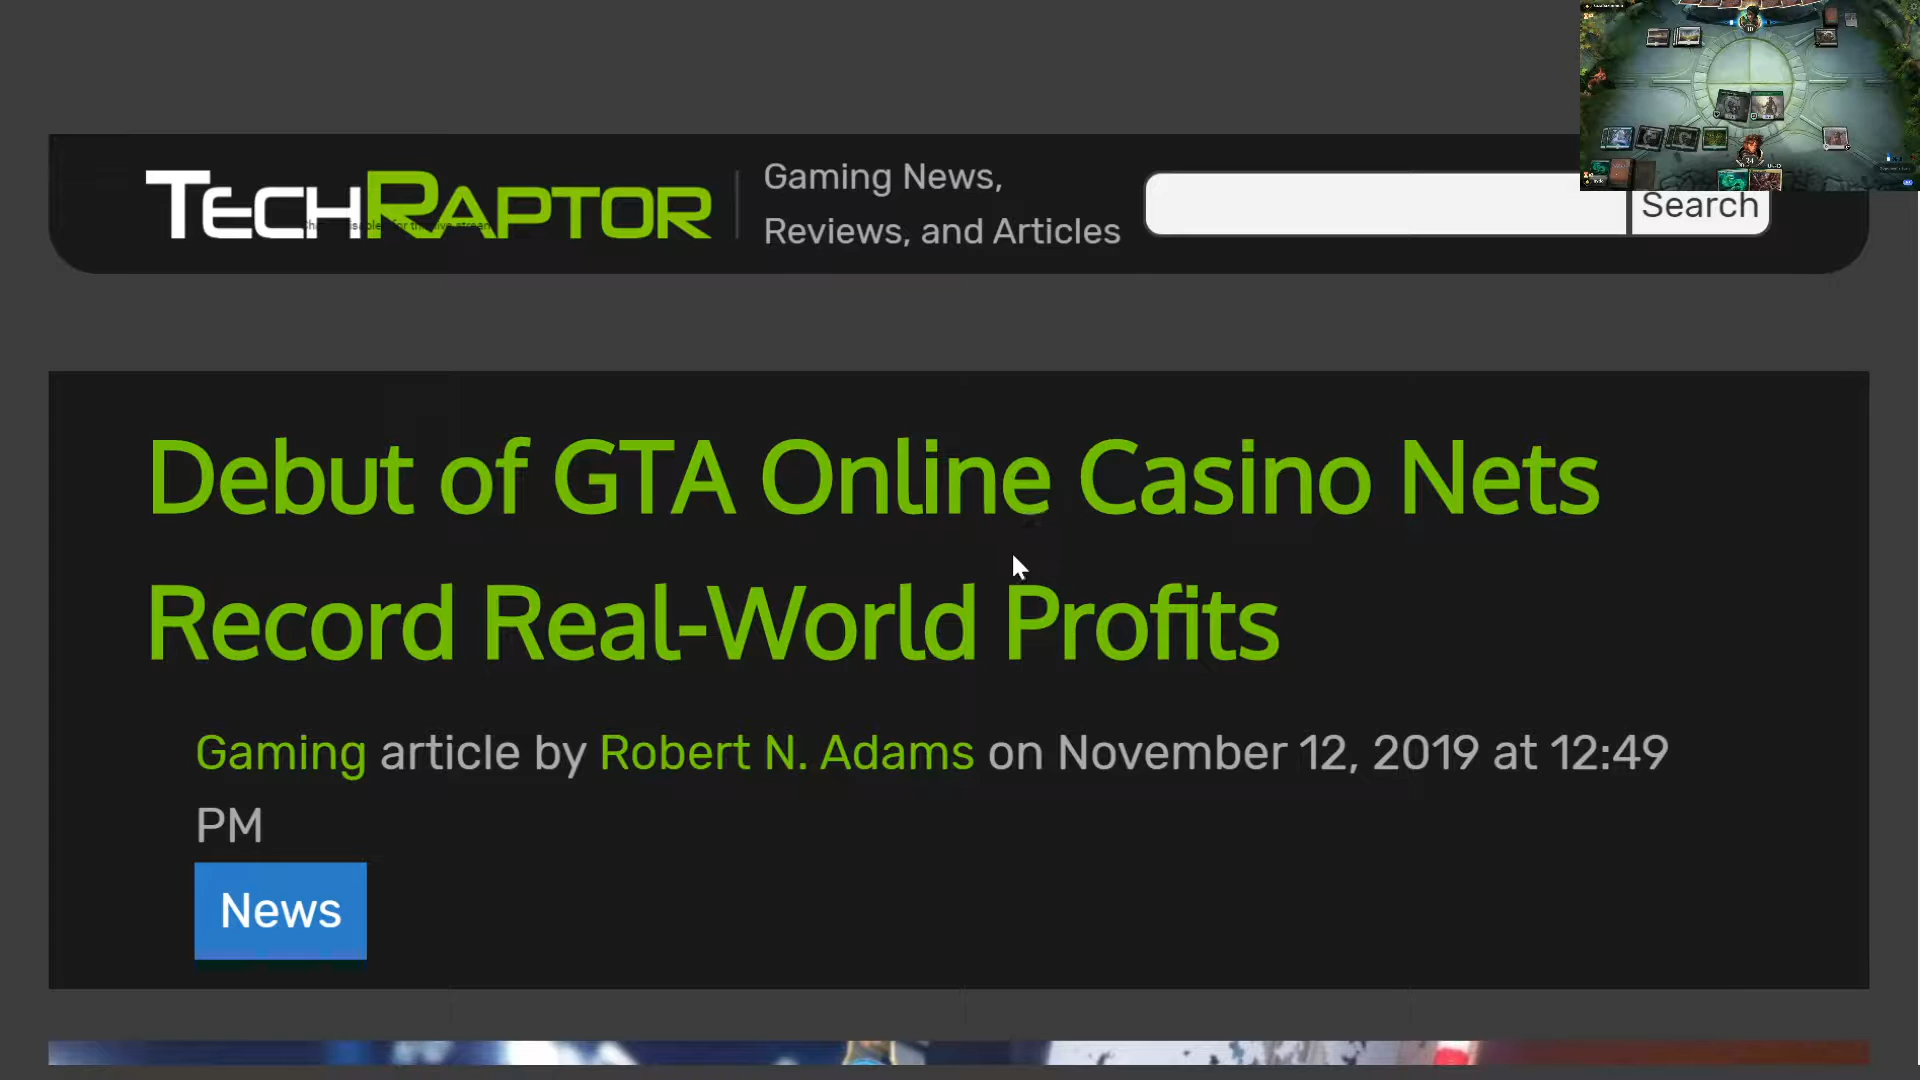 TECHRAPTOR
Gaming News,
Reviews, and Articles
Search
Debut of GTA Online Casino Nets
Record Real-World Profits
Gaming article by Robert N. Adams on November 12, 2019 at 12:49
PM
News